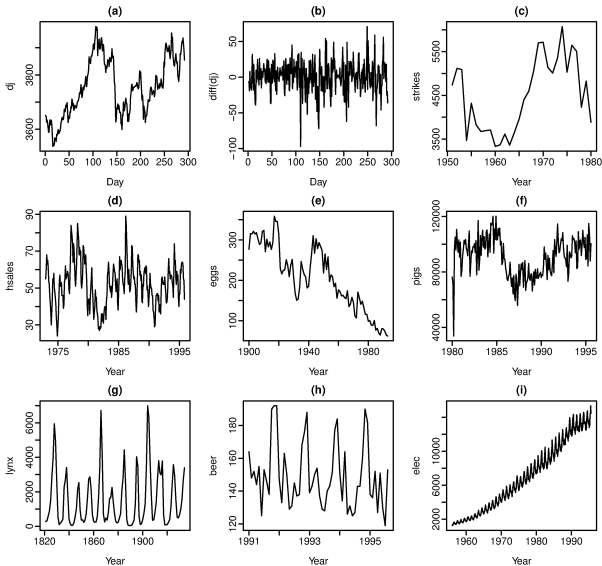 (a)
dj
3600 3800
0 50 100 150 200 250 300
Day
(b)
diff(dj)
−100 −50 0 50
0 50 100 150 200 250 300
Day
(c)
strikes
3500 4500 5500
1950 1960 1970 1980
Year
(d)
hsales
30 50 70 90
1975 1985 1995
Year
(e)
eggs
100 200 300
1900 1940 1980
Year
(f)
pigs
40000 80000 120000
1980 1985 1990 1995
Year
(g)
lynx
0 2000 4000 6000
1820 1860 1900
Year
(h)
beer
120 140 160 180
1991 1993 1995
Year
(i)
elec
2000 6000 10000
1960 1970 1980 1990
Year